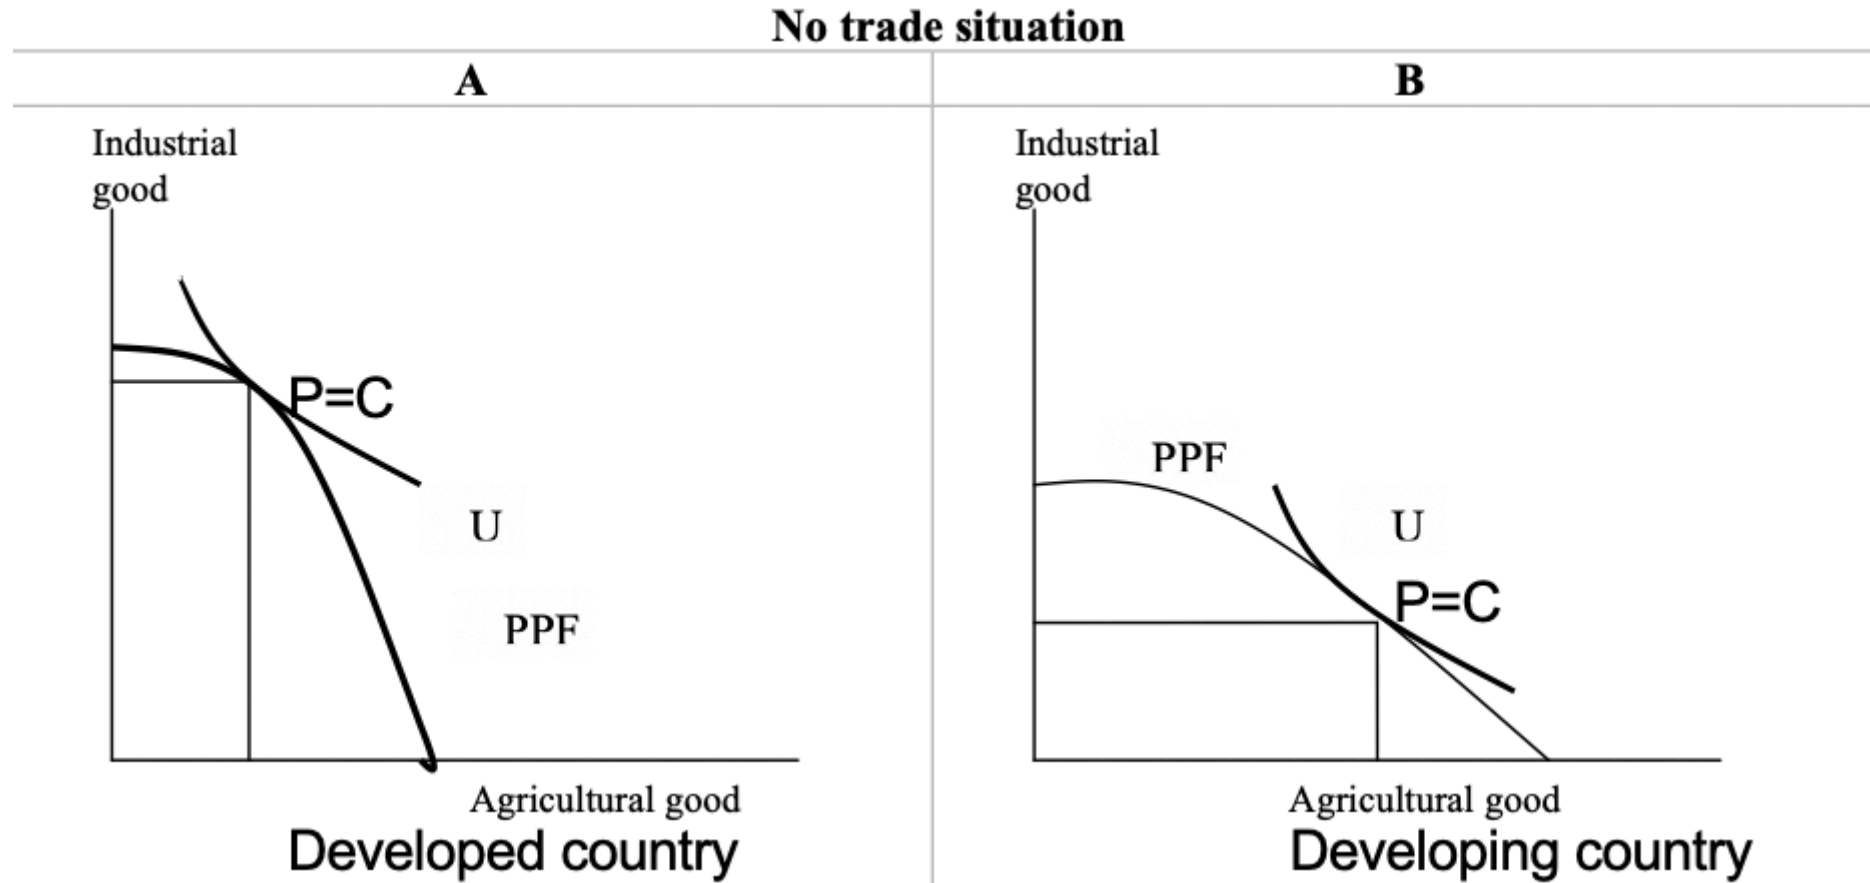 No trade situation
A
B
Industrial
good
P=C
U
PPF
Agricultural good
Developed country
Industrial
good
PPF
U
P=C
Agricultural good
Developing country